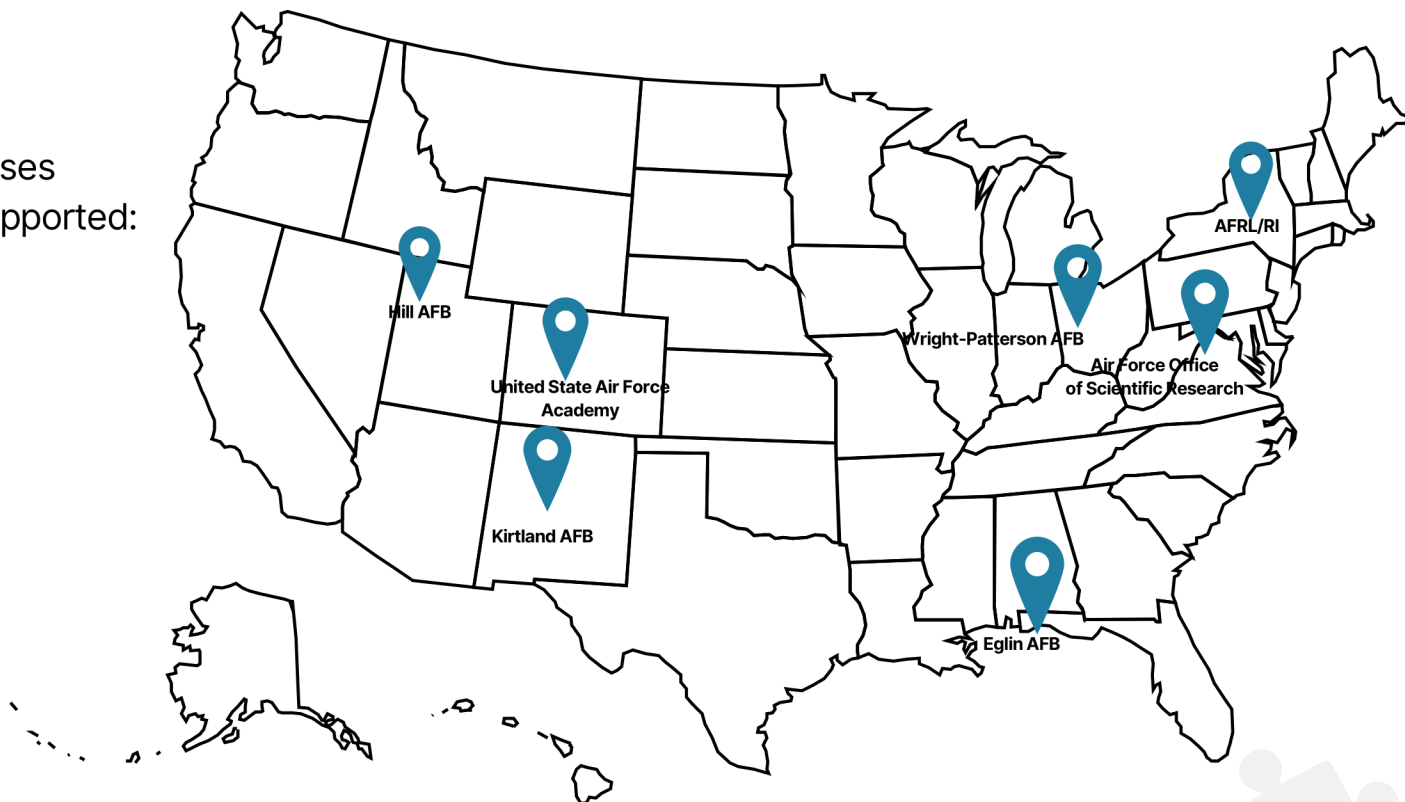 ses
pported:
AFRL/RI
Hill AFB
Wright-Patterson AFB
Air Force Office
of Scientific Research
United State Air Force
Academy
Kirtland AFB
Eglin AFB